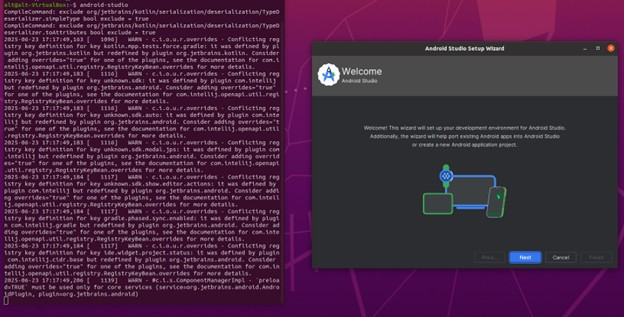 alt@alt-VirtualBox:~$ android-studio
CompileCommand: exclude org/jetbrains/kotlin/serialization/deserialization/TypeD
eserializer.simpleType bool exclude = true
CompileCommand: exclude org/jetbrains/kotlin/serialization/deserialization/TypeD
eserializer.toAttributes bool exclude = true
2025-06-23 17:17:49,163 [   1096]   WARN - c.i.o.u.r.overrides - Conflicting reg
istry key definition for key kotlin.mpp.tests.force.gradle: it was defined by pl
ugin org.jetbrains.kotlin but redefined by plugin org.jetbrains.kotlin. Consider
 adding overrides="true" for one of the plugins, see the documentation for com.i
ntellij.openapi.util.registry.RegistryKeyBean.overrides for more details.
2025-06-23 17:17:49,183 [   1116]   WARN - c.i.o.u.r.overrides - Conflicting reg
istry key definition for key unknown.sdk: it was defined by plugin com.intellij
but redefined by plugin org.jetbrains.android. Consider adding overrides="true"
for one of the plugins, see the documentation for com.intellij.openapi.util.regi
stry.RegistryKeyBean.overrides for more details.
2025-06-23 17:17:49,183 [   1116]   WARN - c.i.o.u.r.overrides - Conflicting reg
istry key definition for key unknown.sdk.auto: it was defined by plugin com.inte
llij but redefined by plugin org.jetbrains.android. Consider adding overrides="t
rue" for one of the plugins, see the documentation for com.intellij.openapi.util
.registry.RegistryKeyBean.overrides for more details.
2025-06-23 17:17:49,184 [   1117]   WARN - c.i.o.u.r.overrides - Conflicting reg
istry key definition for key unknown.sdk.modal.jps: it was defined by plugin com
.intellij but redefined by plugin org.jetbrains.android. Consider adding overrid
es="true" for one of the plugins, see the documentation for com.intellij.openapi
.util.registry.RegistryKeyBean.overrides for more details.
2025-06-23 17:17:49,184 [   1117]   WARN - c.i.o.u.r.overrides - Conflicting reg
istry key definition for key unknown.sdk.show.editor.actions: it was defined by
plugin com.intellij but redefined by plugin org.jetbrains.android. Consider addi
ng overrides="true" for one of the plugins, see the documentation for com.intell
ij.openapi.util.registry.RegistryKeyBean.overrides for more details.
2025-06-23 17:17:49,184 [   1117]   WARN - c.i.o.u.r.overrides - Conflicting reg
istry key definition for key gradle.phased.sync.enabled: it was defined by plugi
n com.intellij.gradle but redefined by plugin org.jetbrains.android. Consider ad
ding overrides="true" for one of the plugins, see the documentation for com.inte
llij.openapi.util.registry.RegistryKeyBean.overrides for more details.
2025-06-23 17:17:49,184 [   1117]   WARN - c.i.o.u.r.overrides - Conflicting reg
istry key definition for key ide.widget.project.status: it was defined by plugin
 com.intellij.cidr.base but redefined by plugin org.jetbrains.android. Consider
adding overrides="true" for one of the plugins, see the documentation for com.in
tellij.openapi.util.registry.RegistryKeyBean.overrides for more details.
2025-06-23 17:17:49,206 [   1139]   WARN - #c.i.s.ComponentManagerImpl - `preloa
d=TRUE` must be used only for core services (service=org.jetbrains.android.Andro
idPlugin, plugin=org.jetbrains.android)
Android Studio Setup Wizard
Welcome
Android Studio
Welcome! This wizard will set up your development environment for Android Studio.
Additionally, the wizard will help port existing Android apps into Android Studio
or create a new Android application project.
Prev
Next
Cancel
Finish